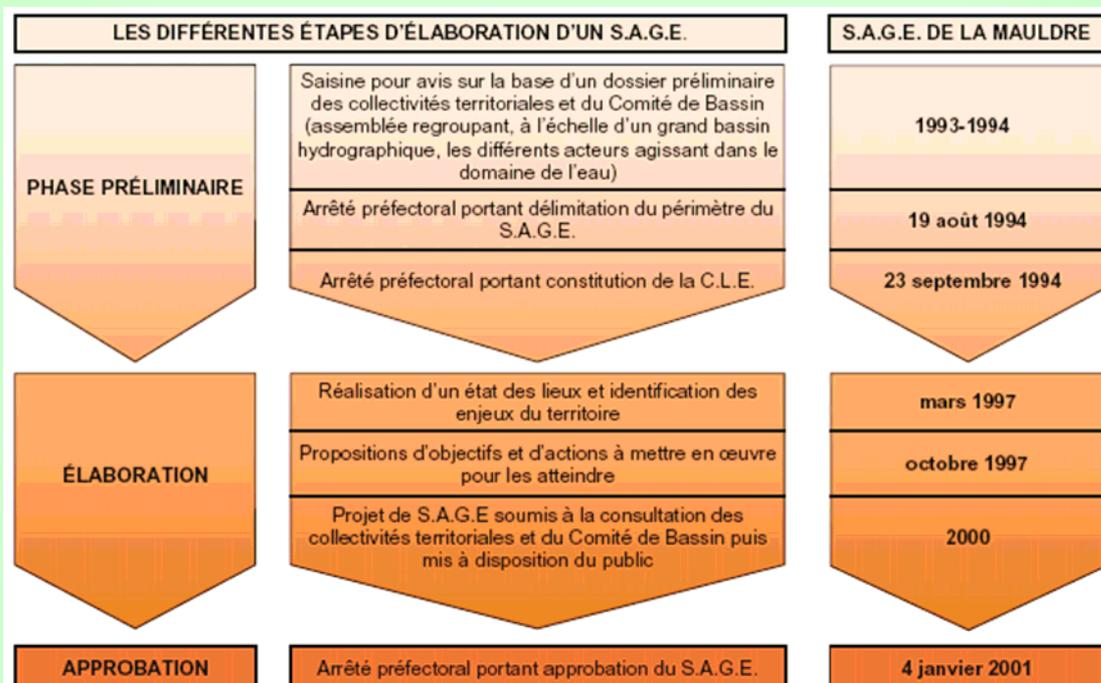 LES DIFFÉRENTES ÉTAPES D'ÉLABORATION D'UN S.A.G.E.
S.A.G.E. DE LA MAULDRE
PHASE PRÉLIMINAIRE
Saisine pour avis sur la base d'un dossier préliminaire
des collectivités territoriales et du Comité de Bassin
(assemblée regroupant, à l'échelle d'un grand bassin
hydrographique, les différents acteurs agissant dans le
domaine de l'eau)
1993-1994
Arrêté préfectoral portant délimitation du périmètre du
S.A.G.E.
19 août 1994
Arrêté préfectoral portant constitution de la C.L.E.
23 septembre 1994
ÉLABORATION
Réalisation d'un état des lieux et identification des
enjeux du territoire
mars 1997
Propositions d'objectifs et d'actions à mettre en œuvre
pour les atteindre
octobre 1997
Projet de S.A.G.E soumis à la consultation des
collectivités territoriales et du Comité de Bassin puis
mis à disposition du public
2000
APPROBATION
Arrêté préfectoral portant approbation du S.A.G.E.
4 janvier 2001